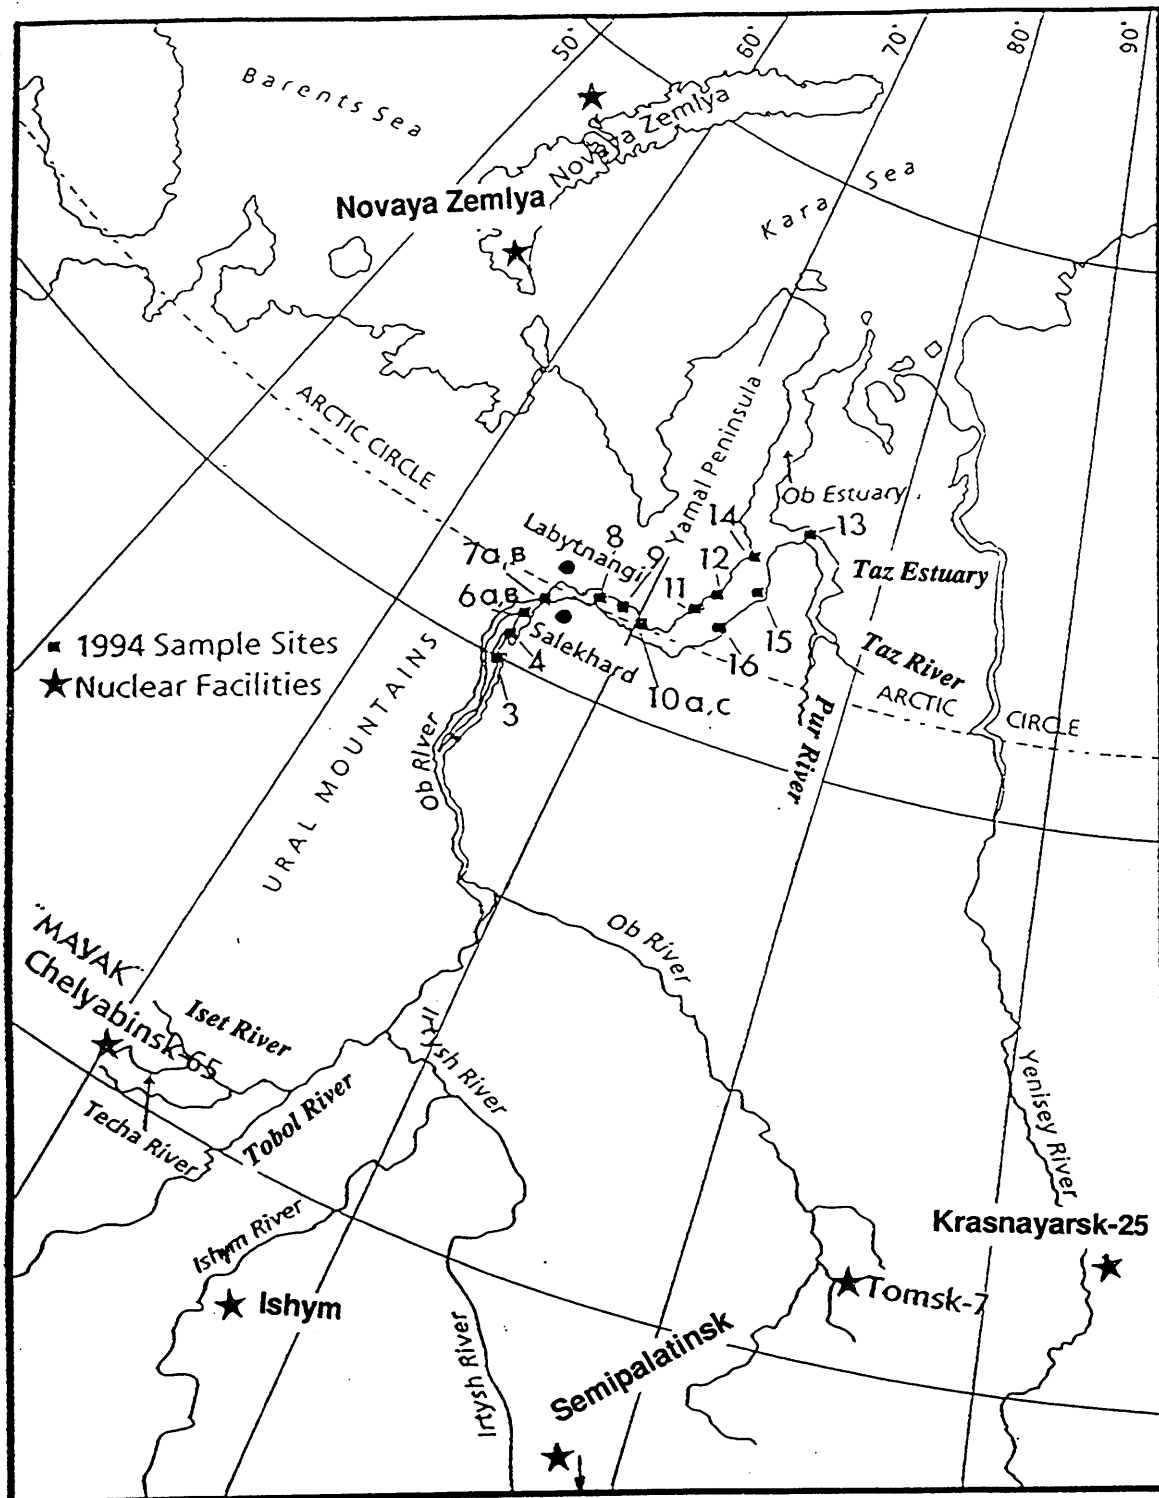 50°
60°
70°
80°
90°
Barents Sea
Novaya Zemlya
Novaya Zemlya
Kara Sea
ARCTIC CIRCLE
Yamal Peninsula
Ob Estuary
Labytnangi
8
9
14
13
12
11
7a,B
6a,B
Taz Estuary
■ 1994 Sample Sites
★ Nuclear Facilities
Salekhard
4
3
15
16
10a,c
Taz River
ARCTIC CIRCLE
Pur River
URAL MOUNTAINS
Ob River
Ob River
"MAYAK"
Chelyabinsk-65
Iset River
Irtysh River
Techa River
Tobol River
Yenisey River
Ishym River
Krasnayarsk-25
Ishym
Tomsk-7
Irtysh River
Semipalatinsk